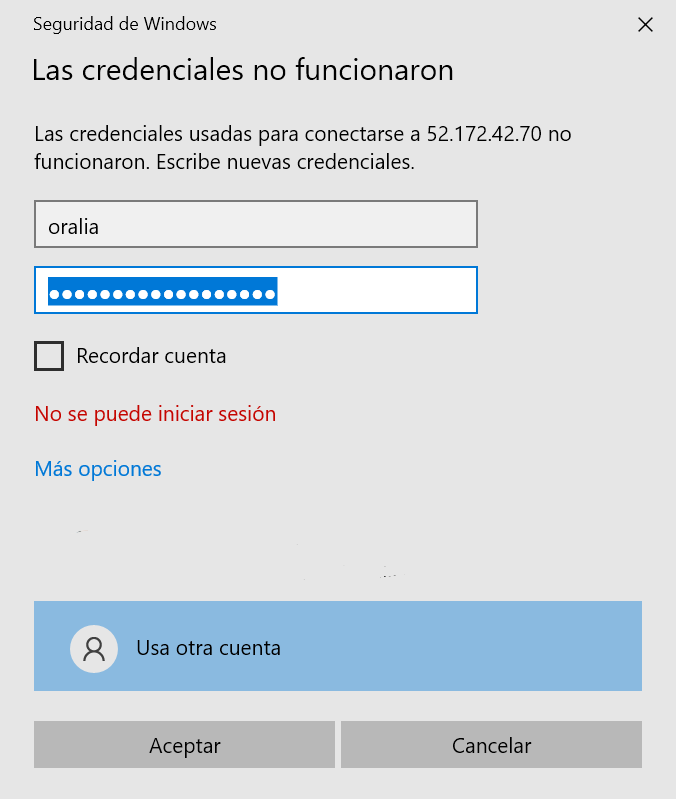 Seguridad de Windows
Las credenciales no funcionaron
Las credenciales usadas para conectarse a 52.172.42.70 no
funcionaron. Escribe nuevas credenciales.
oralia
••••••••••••••••••
Recordar cuenta
No se puede iniciar sesión
Más opciones
Usa otra cuenta
Aceptar
Cancelar